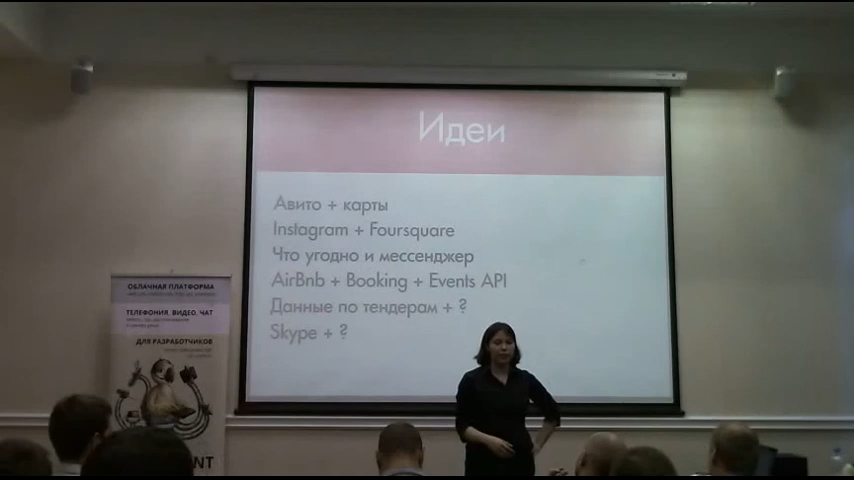 Идеи
Авито + карты
Instagram + Foursquare
Что угодно и мессенджер
AirBnb + Booking + Events API
Данные по тендерам + ?
Skype + ?
ОБЛАЧНАЯ ПЛАТФОРМА
ТЕЛЕФОНИЯ, ВИДЕО, ЧАТ
ДЛЯ РАЗРАБОТЧИКОВ